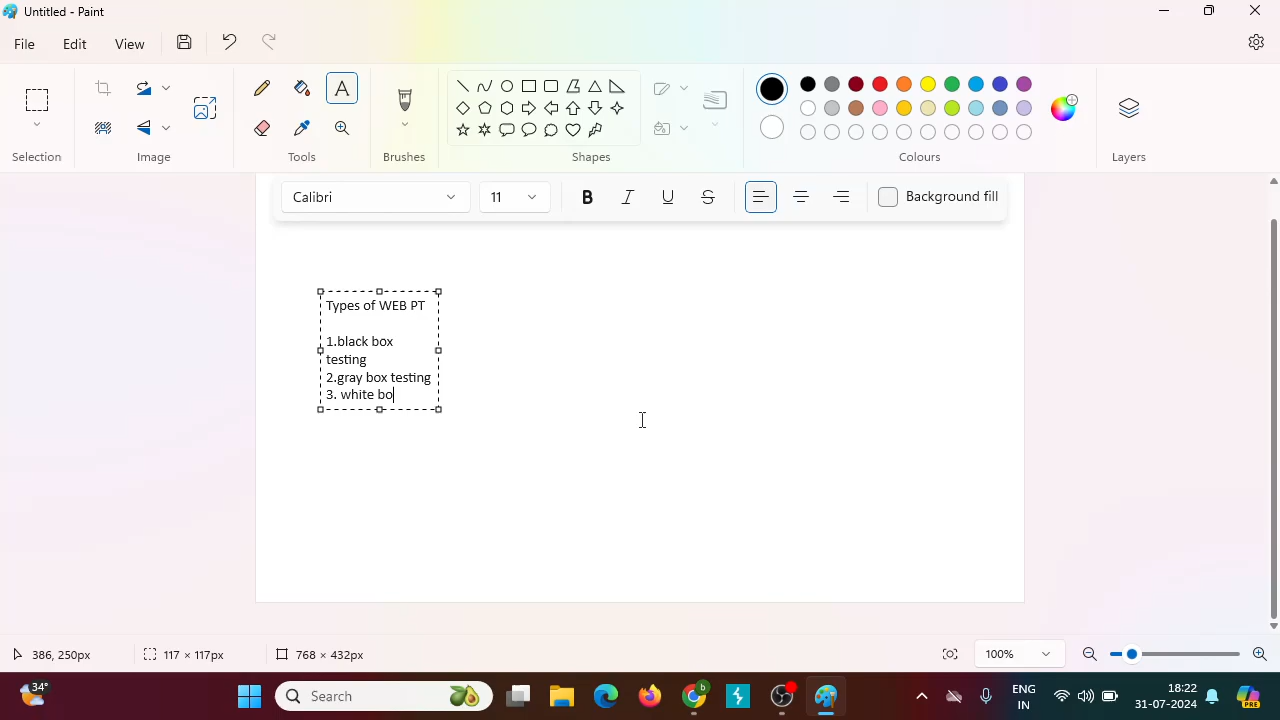 Untitled - Paint
File Edit View
Calibri 11 B I U S Background fill
Selection Image Tools Brushes Shapes Colours Layers
Types of WEB PT
1.black box
testing
2.gray box testing
3. white bo
386, 250px 117 × 117px 768 × 432px 100%
34°
Search
ENG
IN
18:22
31-07-2024
PRE